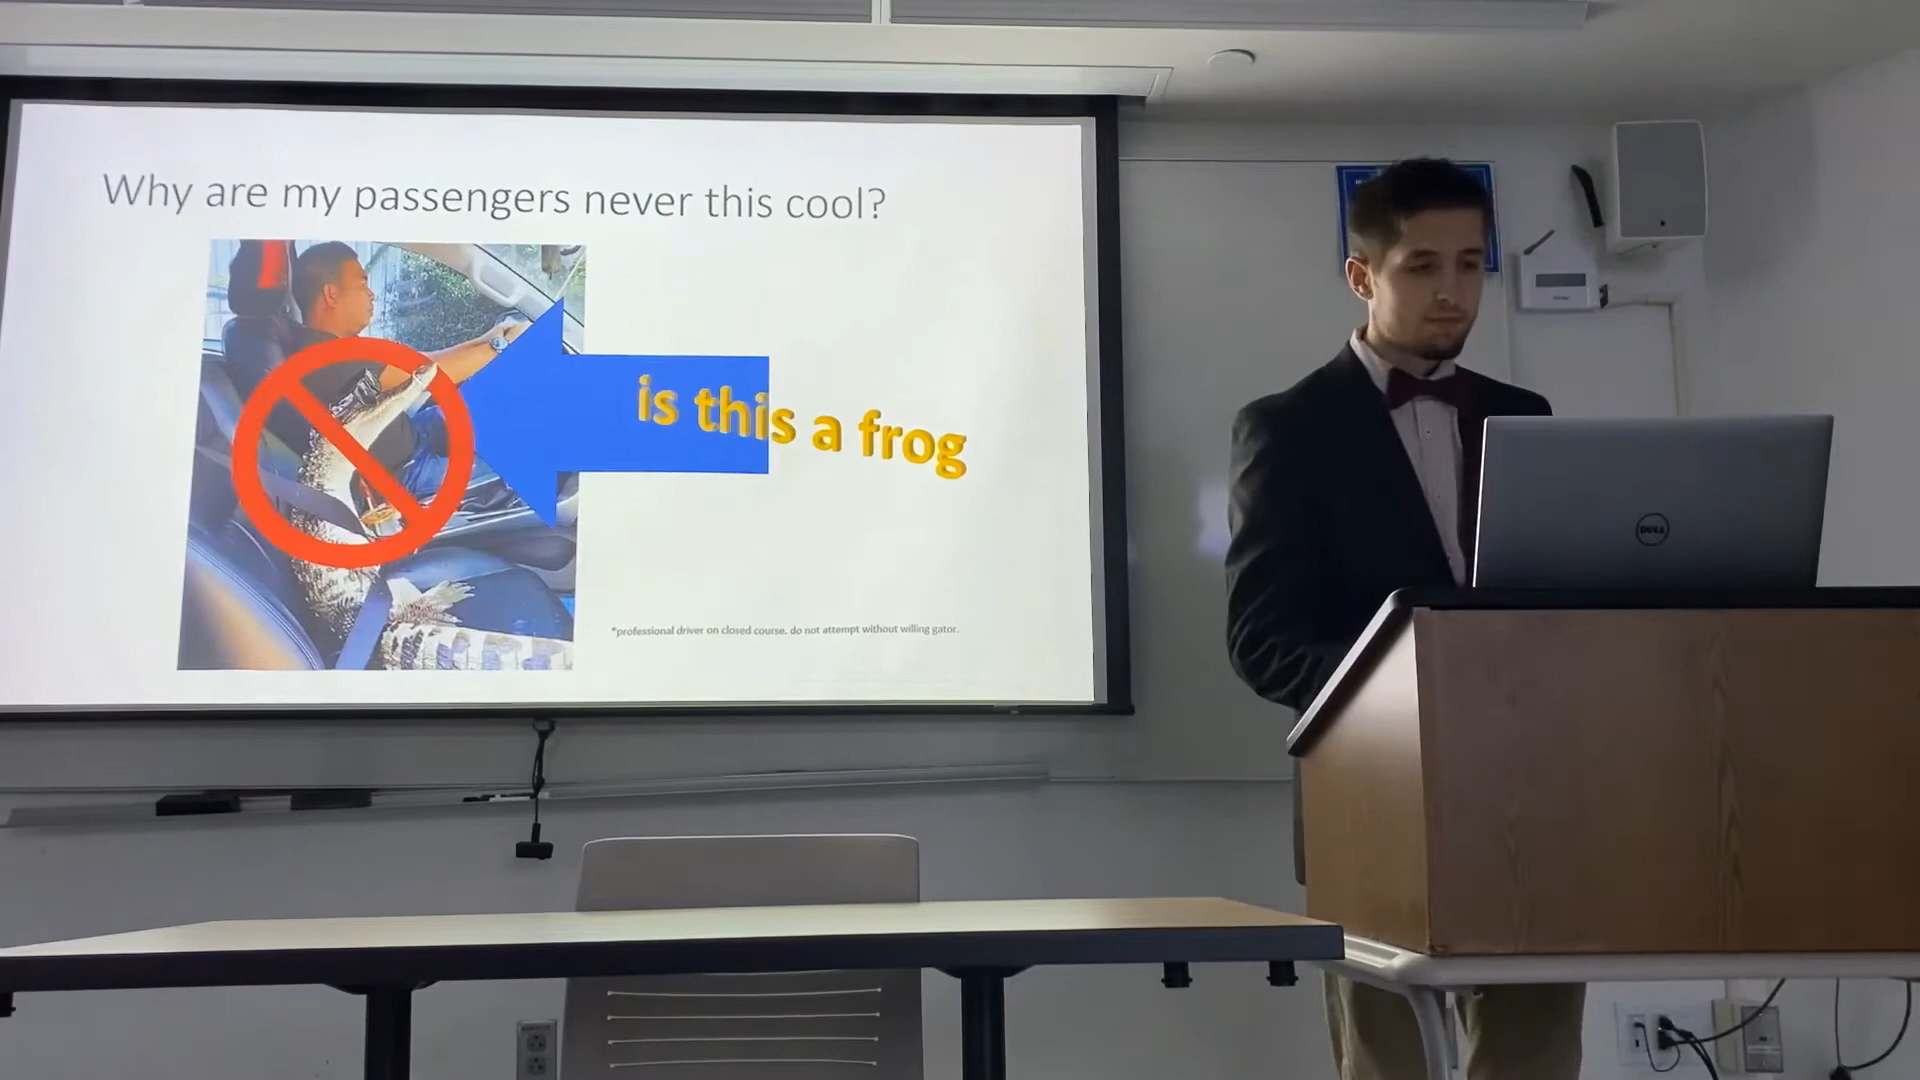 Why are my passengers never this cool?
is this a frog
*professional driver on closed course. do not attempt without willing gator.
DELL